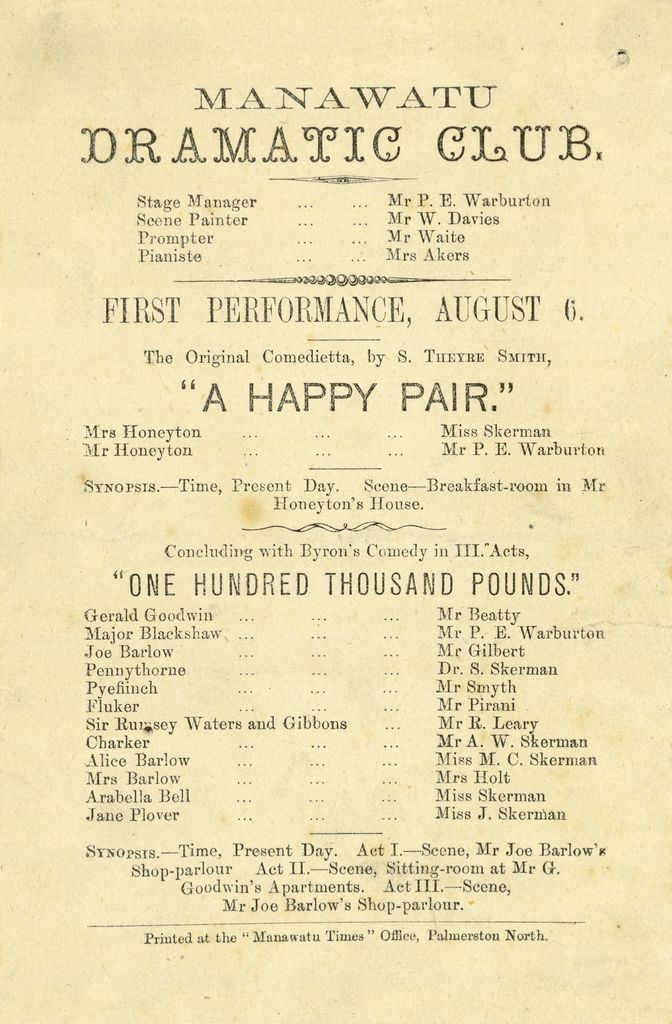 MANAWATU
DRAMATIC CLUB.
Stage Manager ... ... Mr P. E. Warburton
Scene Painter ... ... Mr W. Davies
Prompter ... ... Mr Waite
Pianiste ... ... Mrs Akers
FIRST PERFORMANCE, AUGUST 6.
The Original Comedietta, by S. THEYRE SMITH,
"A HAPPY PAIR."
Mrs Honeyton ... ... ... Miss Skerman
Mr Honeyton ... ... ... Mr P. E. Warburton
SYNOPSIS.—Time, Present Day. Scene—Breakfast-room in Mr
Honeyton's House.
Concluding with Byron's Comedy in III. Acts,
"ONE HUNDRED THOUSAND POUNDS."
Gerald Goodwin ... ... ... Mr Beatty
Major Blackshaw ... ... ... Mr P. E. Warburton
Joe Barlow ... ... ... Mr Gilbert
Pennythorne ... ... ... Dr. S. Skerman
Pyefiinch ... ... ... Mr Smyth
Fluker ... ... ... Mr Pirani
Sir Rumsey Waters and Gibbons ... Mr R. Leary
Charker ... ... ... Mr A. W. Skerman
Alice Barlow ... ... ... Miss M. C. Skerman
Mrs Barlow ... ... ... Mrs Holt
Arabella Bell ... ... ... Miss Skerman
Jane Plover ... ... ... Miss J. Skerman
SYNOPSIS.—Time, Present Day. Act I.—Scene, Mr Joe Barlow's
Shop-parlour Act II.—Scene, Sitting-room at Mr G.
Goodwin's Apartments. Act III.—Scene,
Mr Joe Barlow's Shop-parlour.
Printed at the "Manawatu Times" Office, Palmerston North.